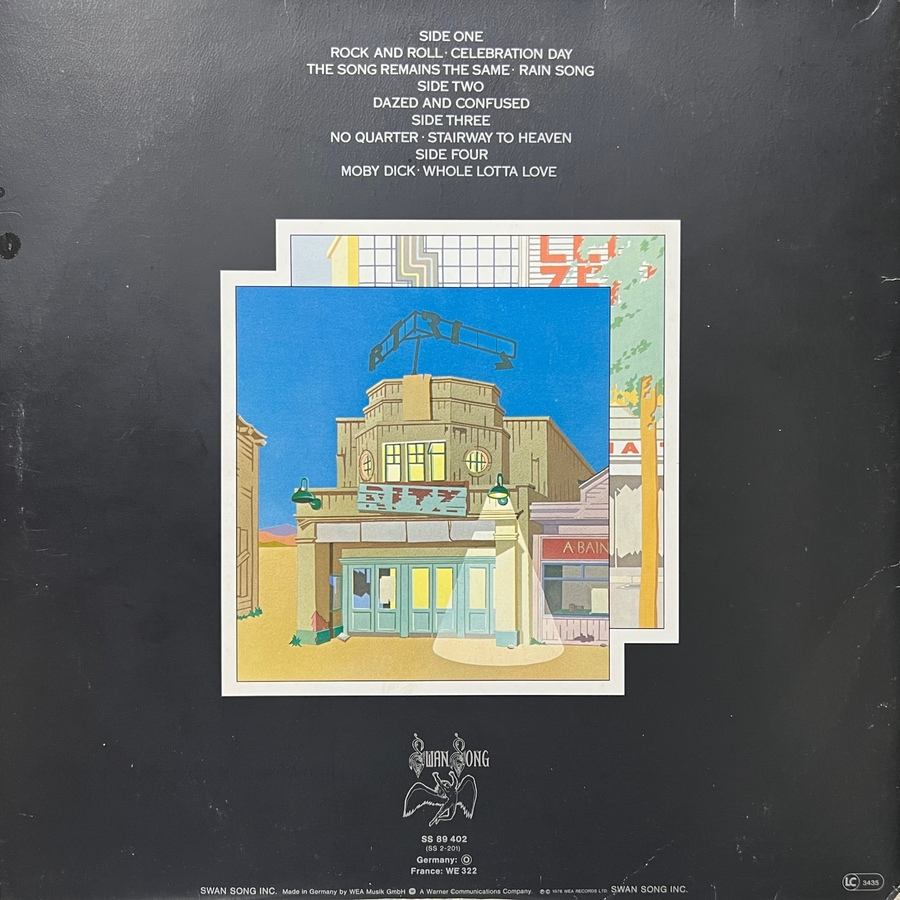 SIDE ONE
ROCK AND ROLL · CELEBRATION DAY
THE SONG REMAINS THE SAME · RAIN SONG
SIDE TWO
DAZED AND CONFUSED
SIDE THREE
NO QUARTER · STAIRWAY TO HEAVEN
SIDE FOUR
MOBY DICK · WHOLE LOTTA LOVE
RITZ
A·BAIN
SWAN SONG
SS 89 402
(SS 2-201)
Germany: Ⓞ
France: WE 322
SWAN SONG INC. Made in Germany by WEA Musik GmbH A Warner Communications Company. ℗ © 1976 WEA RECORDS LTD. SWAN SONG INC.
LC 3435